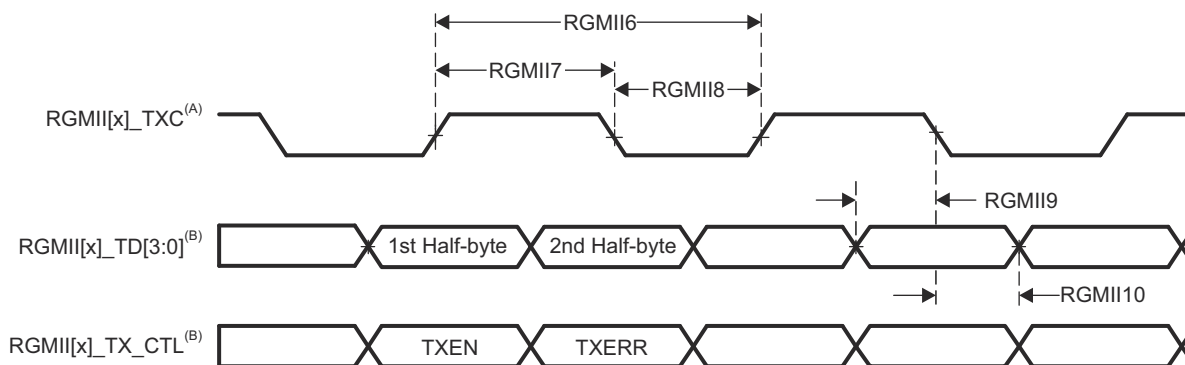 RGMII6
RGMII7
RGMII8
RGMII[x]_TXC(A)
RGMII9
RGMII[x]_TD[3:0](B)
1st Half-byte
2nd Half-byte
RGMII10
RGMII[x]_TX_CTL(B)
TXEN
TXERR